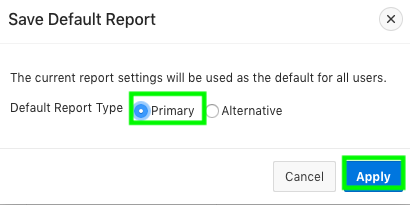 Save Default Report
The current report settings will be used as the default for all users.
Default Report Type Primary Alternative
Cancel Apply